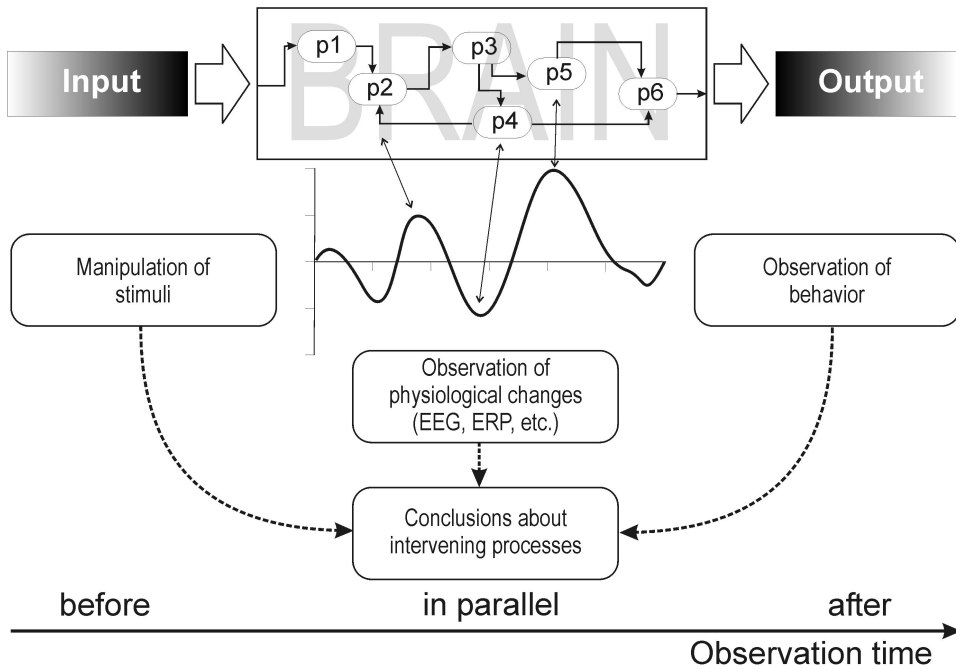 BRAIN
Input
p1
p2
p3
p4
p5
p6
Output
Manipulation of
stimuli
Observation of
behavior
Observation of
physiological changes
(EEG, ERP, etc.)
Conclusions about
intervening processes
before
in parallel
after
Observation time